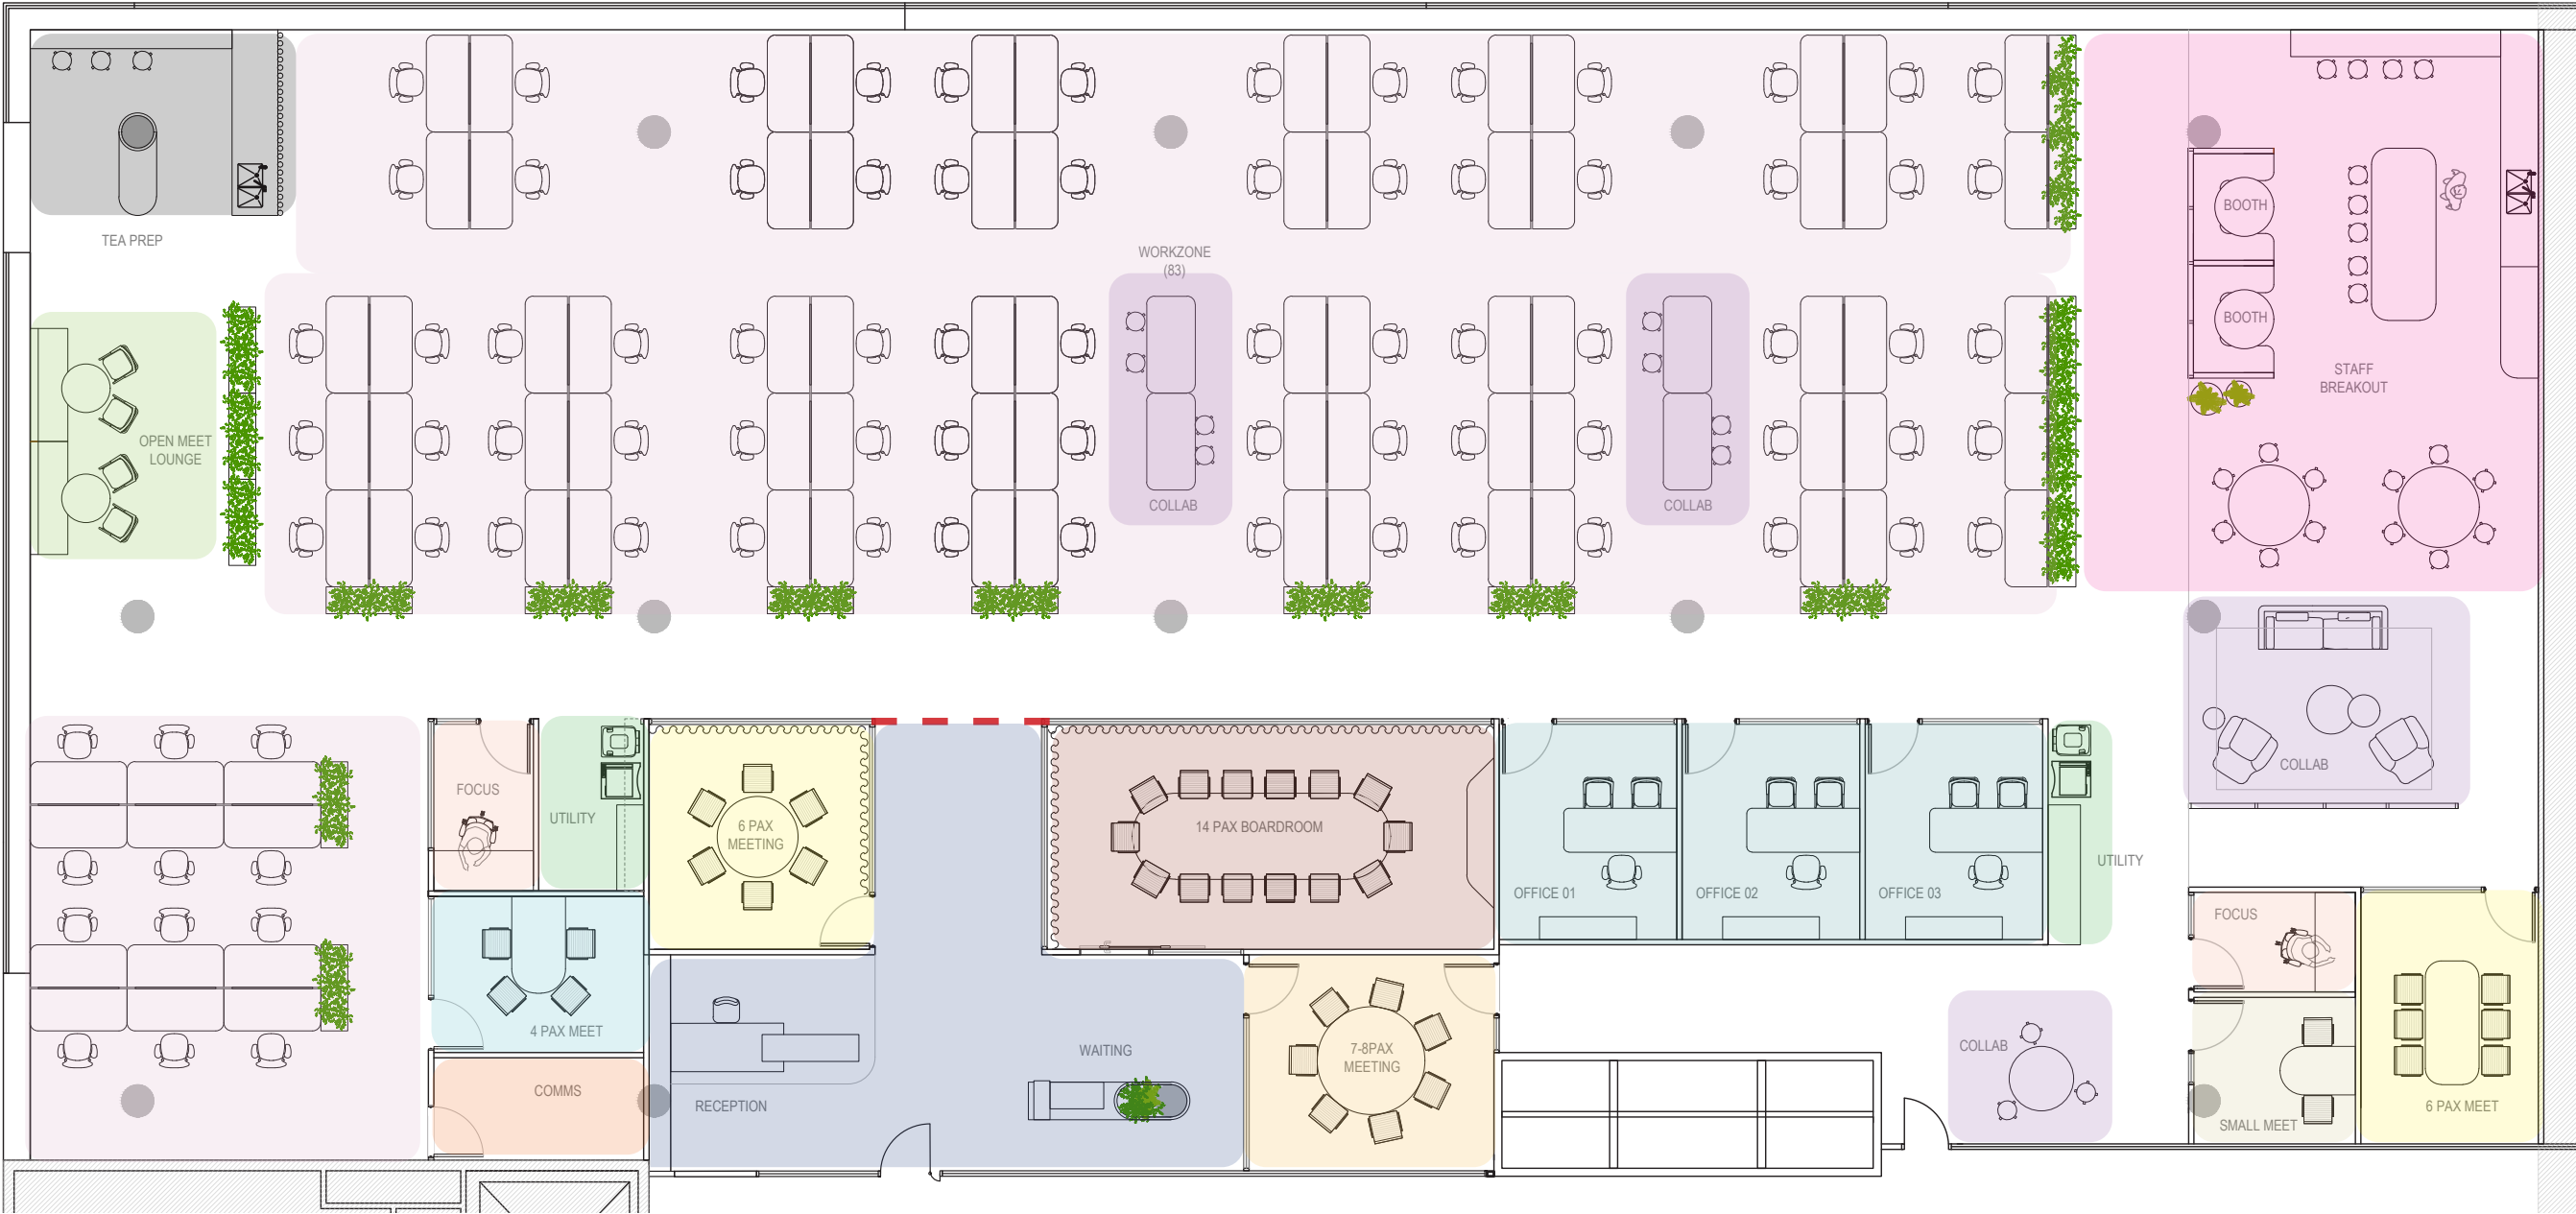 TEA PREP
WORKZONE
(83)
BOOTH
BOOTH
STAFF
BREAKOUT
OPEN MEET
LOUNGE
COLLAB
COLLAB
COLLAB
FOCUS
UTILITY
6 PAX
MEETING
14 PAX BOARDROOM
OFFICE 01
OFFICE 02
OFFICE 03
UTILITY
FOCUS
4 PAX MEET
WAITING
7-8PAX
MEETING
COLLAB
COMMS
RECEPTION
SMALL MEET
6 PAX MEET